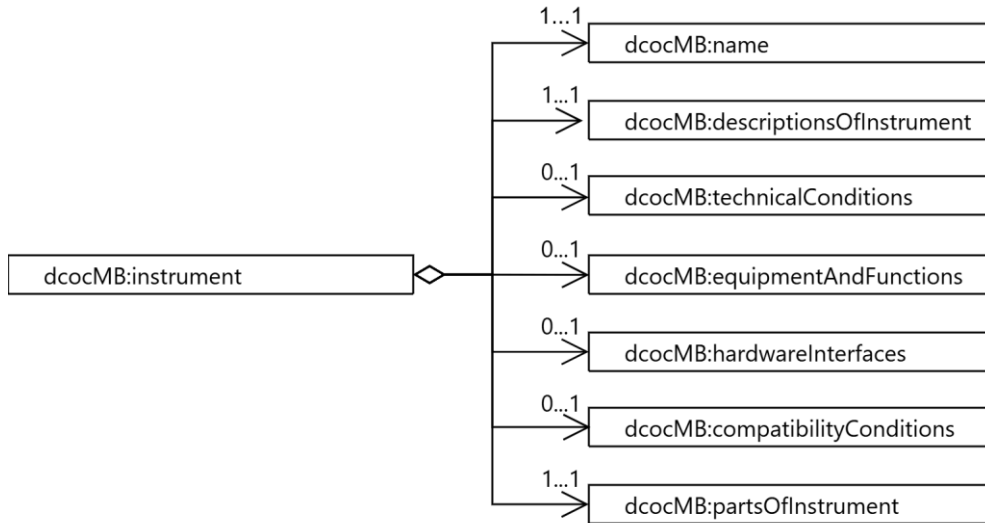 1...1
dcocMB:name
1...1
dcocMB:descriptionsOfInstrument
0...1
dcocMB:technicalConditions
dcocMB:instrument
0...1
dcocMB:equipmentAndFunctions
0...1
dcocMB:hardwareInterfaces
0...1
dcocMB:compatibilityConditions
1...1
dcocMB:partsOfInstrument